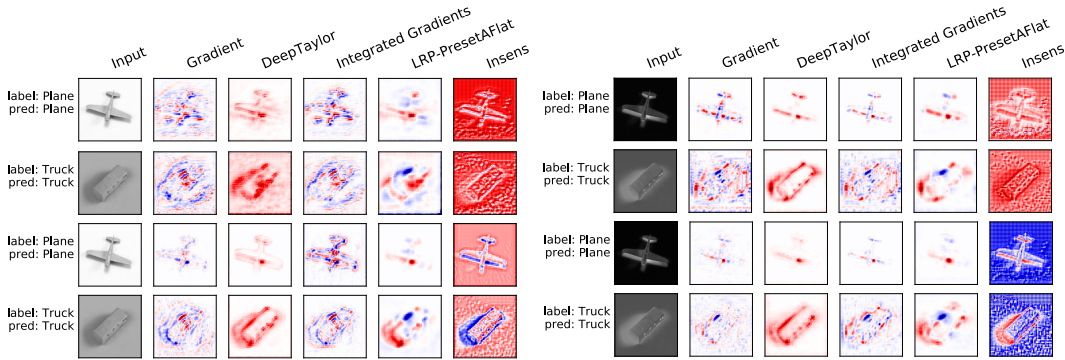 Input Gradient DeepTaylor Integrated Gradients LRP-PresetAFlat Insens
label: Plane
pred: Plane
label: Truck
pred: Truck
label: Plane
pred: Plane
label: Truck
pred: Truck
Input Gradient DeepTaylor Integrated Gradients LRP-PresetAFlat Insens
label: Plane
pred: Plane
label: Truck
pred: Truck
label: Plane
pred: Plane
label: Truck
pred: Truck